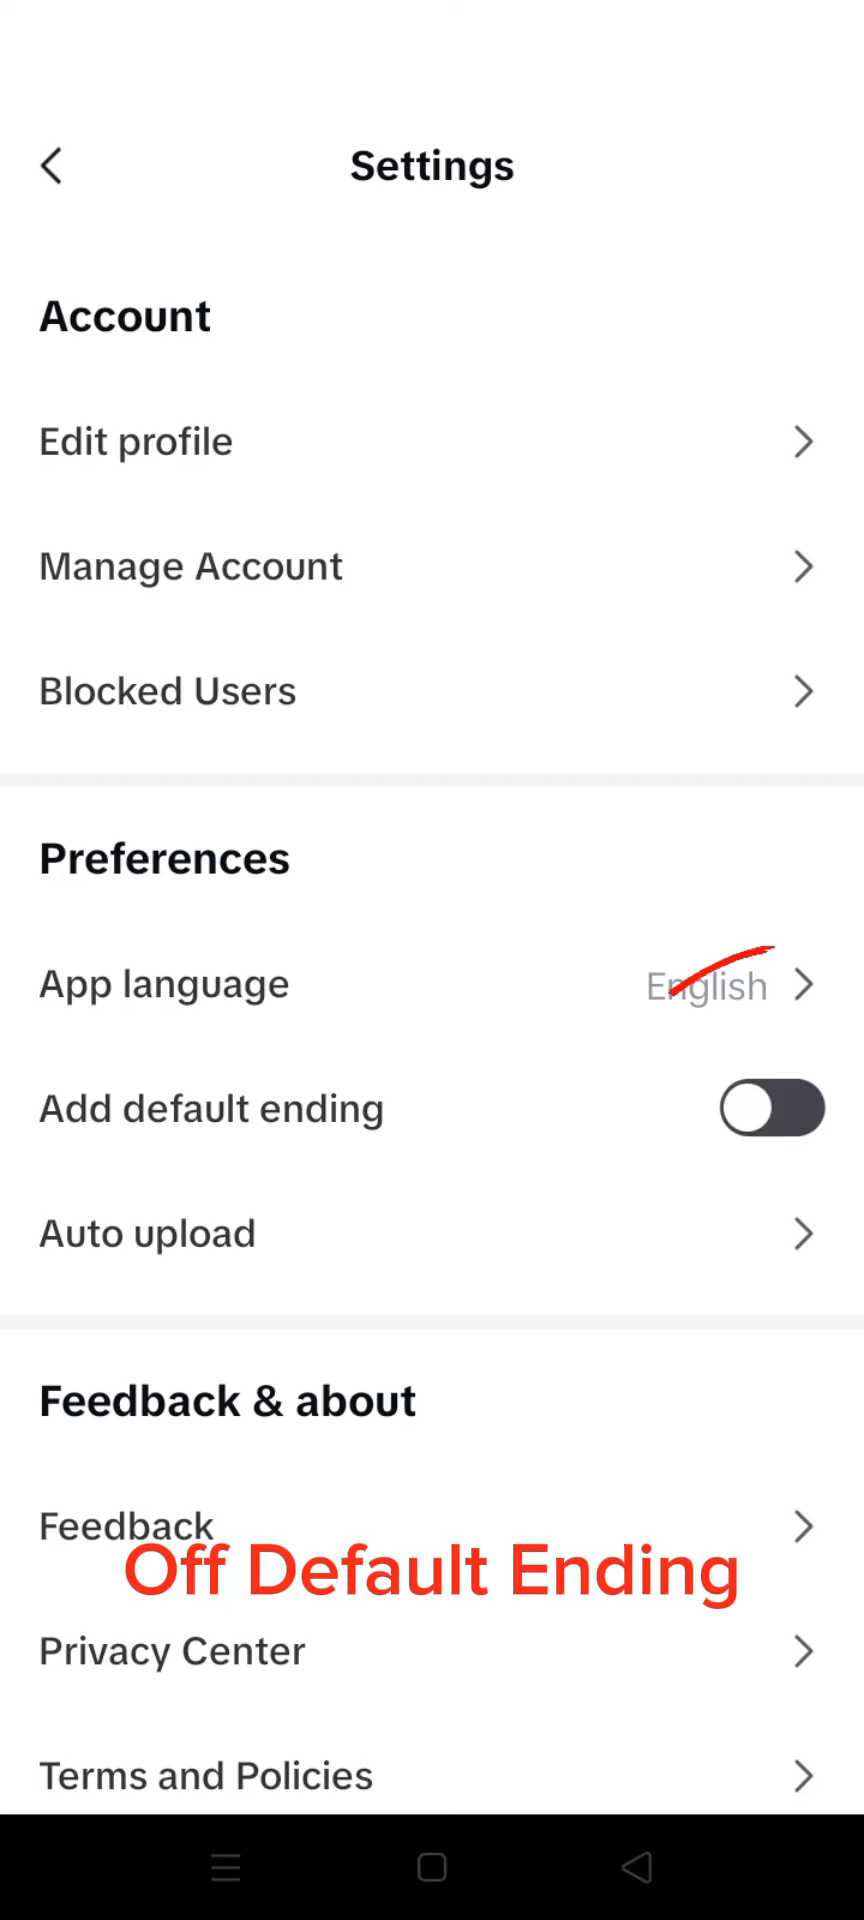 Settings
Account
Edit profile
Manage Account
Blocked Users
Preferences
App language
English
Add default ending
Auto upload
Feedback & about
Feedback
Off Default Ending
Privacy Center
Terms and Policies